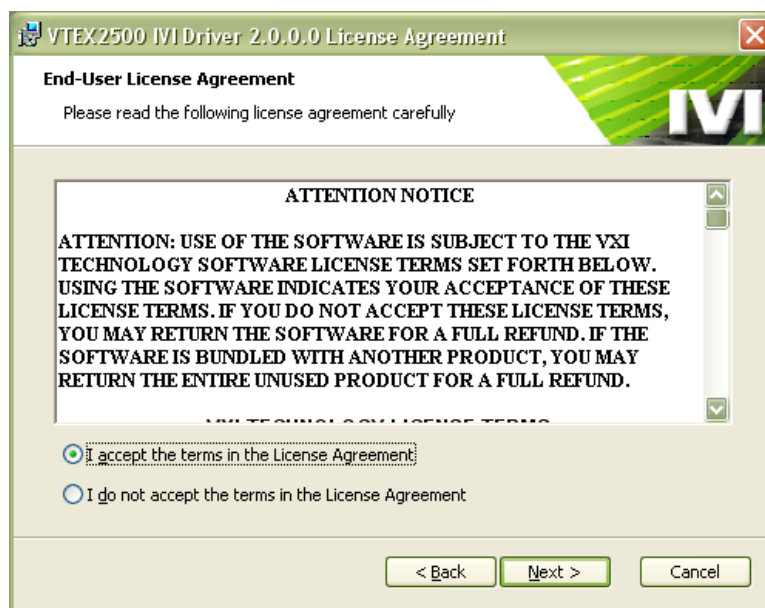 VTEX2500 IVI Driver 2.0.0.0 License Agreement
End-User License Agreement
Please read the following license agreement carefully
IVI
ATTENTION NOTICE
ATTENTION: USE OF THE SOFTWARE IS SUBJECT TO THE VXI
TECHNOLOGY SOFTWARE LICENSE TERMS SET FORTH BELOW.
USING THE SOFTWARE INDICATES YOUR ACCEPTANCE OF THESE
LICENSE TERMS. IF YOU DO NOT ACCEPT THESE LICENSE TERMS,
YOU MAY RETURN THE SOFTWARE FOR A FULL REFUND. IF THE
SOFTWARE IS BUNDLED WITH ANOTHER PRODUCT, YOU MAY
RETURN THE ENTIRE UNUSED PRODUCT FOR A FULL REFUND.
VXI TECHNOLOGY LICENSE TERMS
I accept the terms in the License Agreement
I do not accept the terms in the License Agreement
< Back Next > Cancel